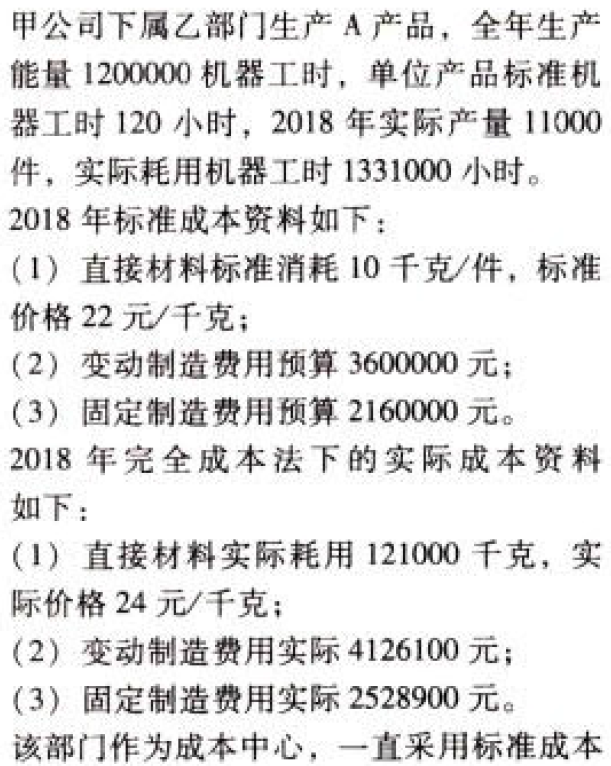 甲公司下属乙部门生产 A 产品，全年生产
能量 1200000 机器工时，单位产品标准机
器工时 120 小时，2018 年实际产量 11000
件，实际耗用机器工时 1331000 小时。
2018 年标准成本资料如下：
（1）直接材料标准消耗 10 千克/件，标准
价格 22 元/千克；
（2）变动制造费用预算 3600000 元；
（3）固定制造费用预算 2160000 元。
2018 年完全成本法下的实际成本资料
如下：
（1）直接材料实际耗用 121000 千克，实
际价格 24 元/千克；
（2）变动制造费用实际 4126100 元；
（3）固定制造费用实际 2528900 元。
该部门作为成本中心，一直采用标准成本